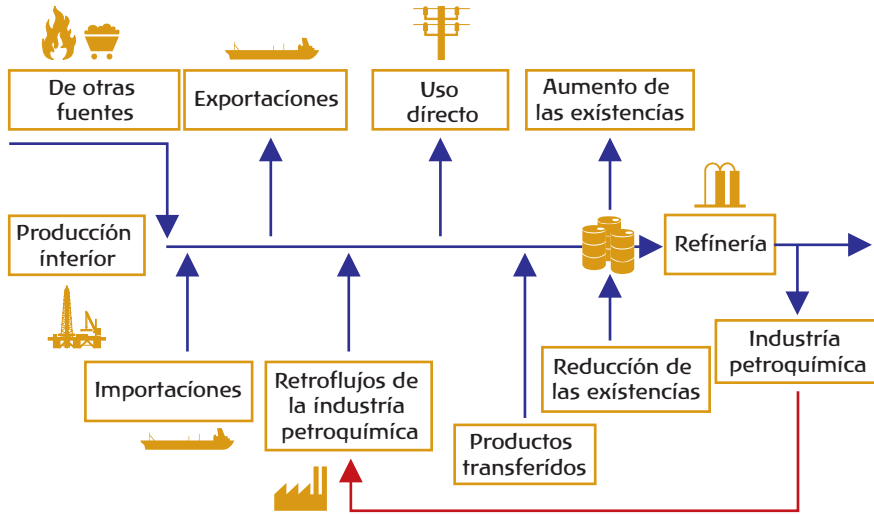 De otras
fuentes
Exportaciones
Uso
directo
Aumento de
las existencias
Producción
interior
Refinería
Importaciones
Retroflujos de
la industria
petroquímica
Productos
transferidos
Reducción de
las existencias
Industria
petroquímica